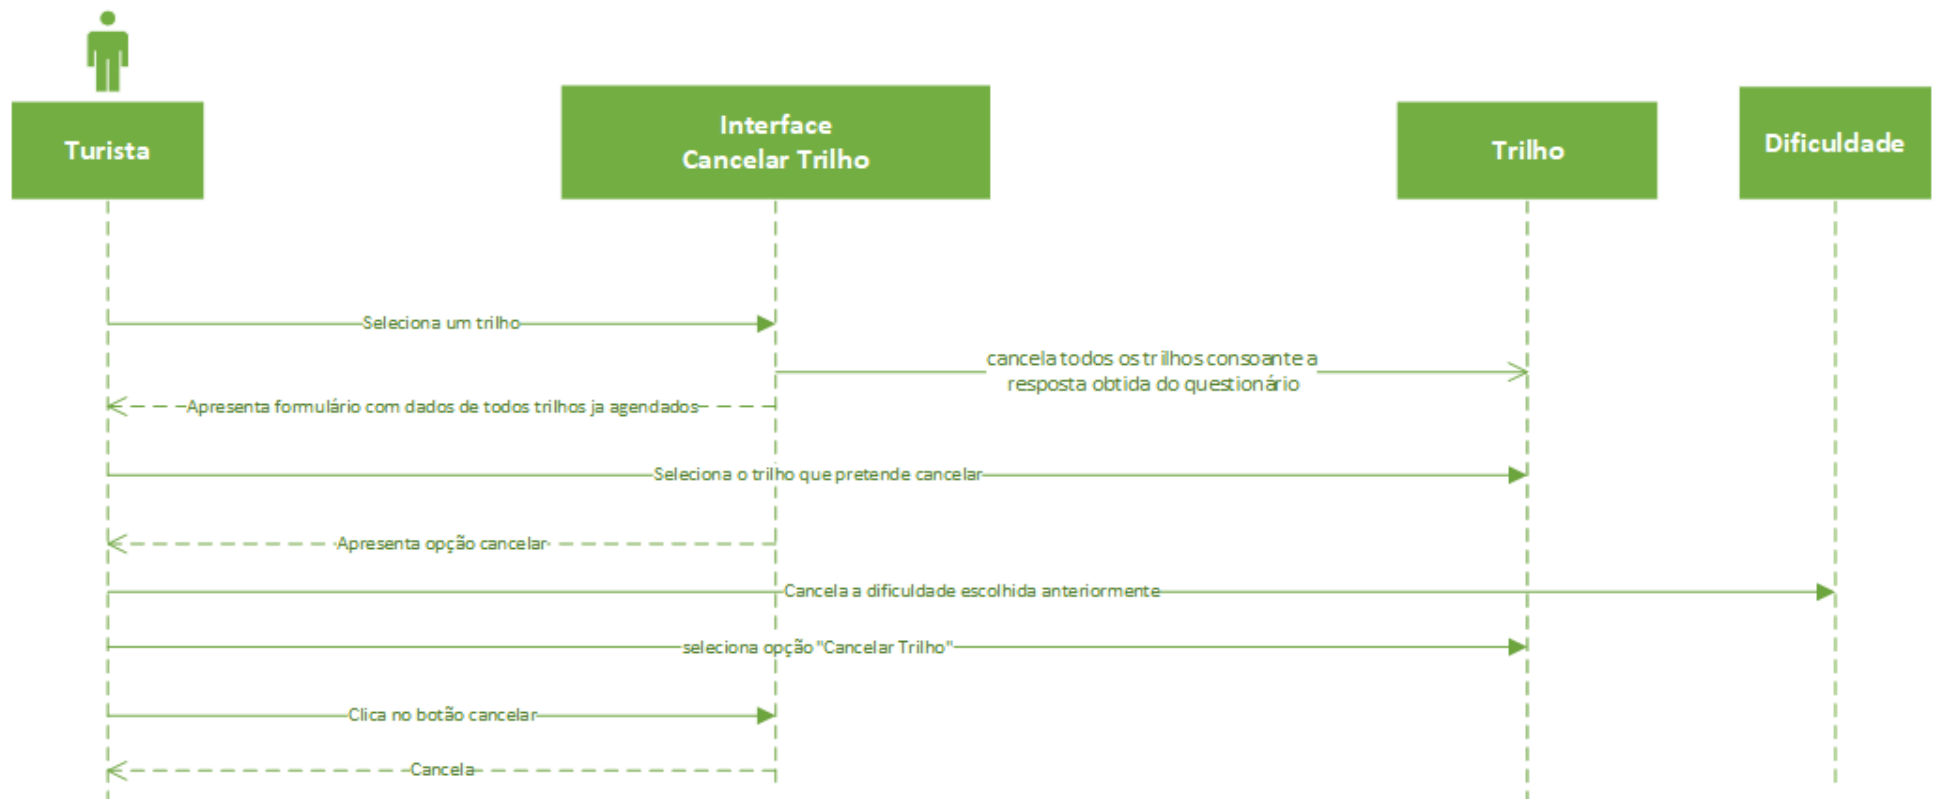 Turista
Interface
Cancelar Trilho
Trilho
Dificuldade
Seleciona um trilho
cancela todos os trilhos consoante a
resposta obtida do questionário
Apresenta formulário com dados de todos trilhos ja agendados
Seleciona o trilho que pretende cancelar
Apresenta opção cancelar
Cancela a dificuldade escolhida anteriormente
seleciona opção "Cancelar Trilho"
Clica no botão cancelar
Cancela